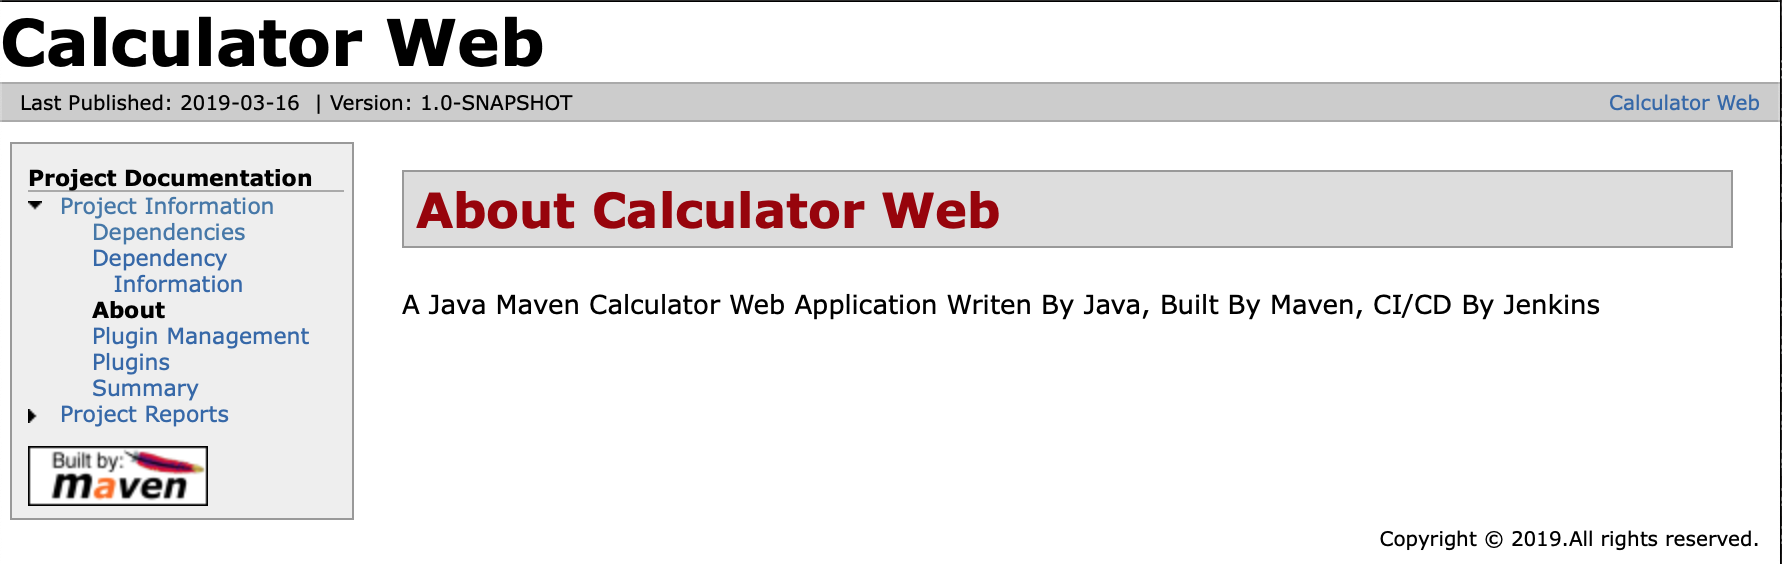 Calculator Web
Last Published: 2019-03-16 | Version: 1.0-SNAPSHOT
Calculator Web
Project Documentation
Project Information
Dependencies
Dependency
Information
About
Plugin Management
Plugins
Summary
Project Reports
Built by:
maven
About Calculator Web
A Java Maven Calculator Web Application Writen By Java, Built By Maven, CI/CD By Jenkins
Copyright © 2019.All rights reserved.